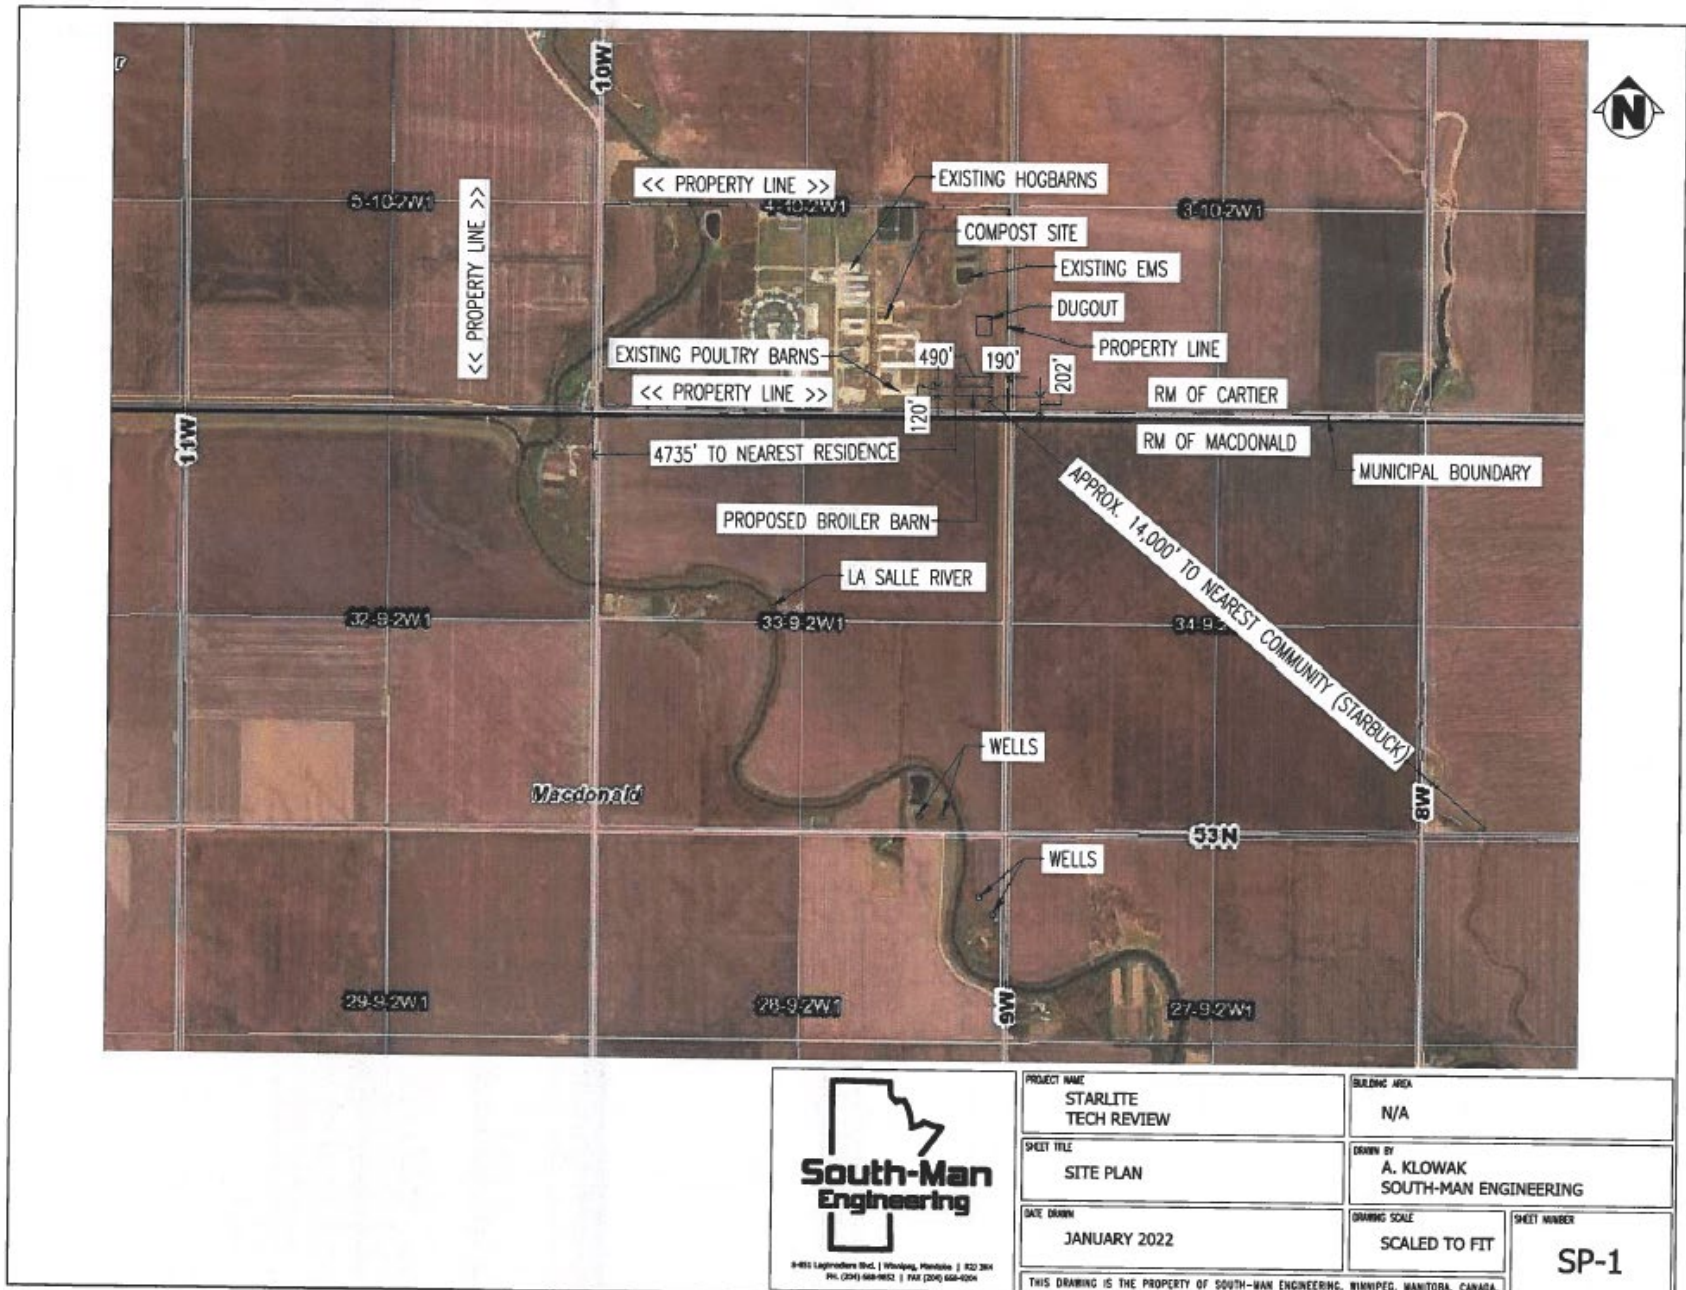 10W
N
<< PROPERTY LINE >>
EXISTING HOGBARNS
5-10-2W1
4-10-2W1
3-10-2W1
COMPOST SITE
<< PROPERTY LINE >>
EXISTING EMS
DUGOUT
PROPERTY LINE
EXISTING POULTRY BARNS
490'
190'
202'
<< PROPERTY LINE >>
RM OF CARTIER
120'
11W
RM OF MACDONALD
4735' TO NEAREST RESIDENCE
MUNICIPAL BOUNDARY
PROPOSED BROILER BARN
APPROX. 14,000' TO NEAREST COMMUNITY (STARBUCK)
LA SALLE RIVER
32-9-2W1
33-9-2W1
34-9-2
WELLS
Macdonald
8W
53N
WELLS
29-9-2W1
28-9-2W1
9W
27-9-2W1
South-Man
Engineering
PROJECT NAME
STARLITE
TECH REVIEW
BUILDING AREA
N/A
SHEET TITLE
SITE PLAN
DRAWN BY
A. KLOWAK
SOUTH-MAN ENGINEERING
DATE DRAWN
JANUARY 2022
DRAWING SCALE
SCALED TO FIT
SHEET NUMBER
SP-1
THIS DRAWING IS THE PROPERTY OF SOUTH-MAN ENGINEERING, WINNIPEG, MANITOBA, CANADA